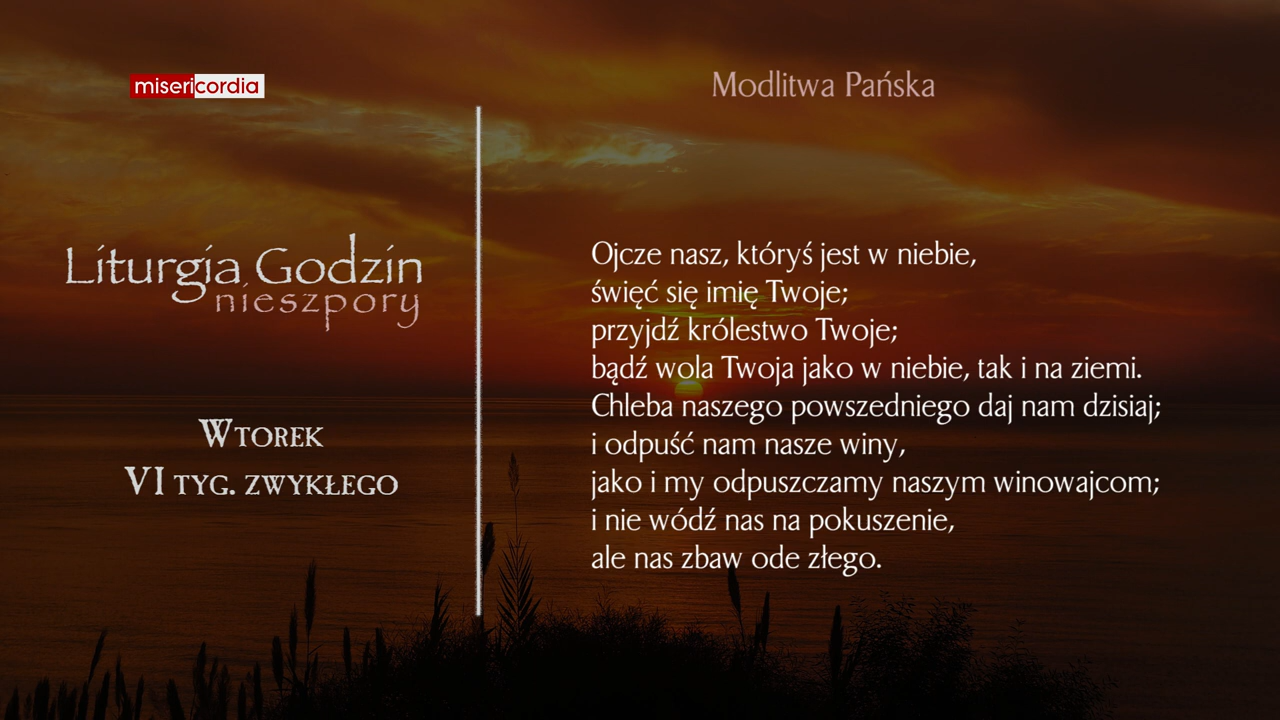 misericordia
Liturgia Godzin
nieszpory
Wtorek
VI tyg. zwykłego
Modlitwa Pańska
Ojcze nasz, któryś jest w niebie,
święć się imię Twoje;
przyjdź królestwo Twoje;
bądź wola Twoja jako w niebie, tak i na ziemi.
Chleba naszego powszedniego daj nam dzisiaj;
i odpuść nam nasze winy,
jako i my odpuszczamy naszym winowajcom;
i nie wódź nas na pokuszenie,
ale nas zbaw ode złego.